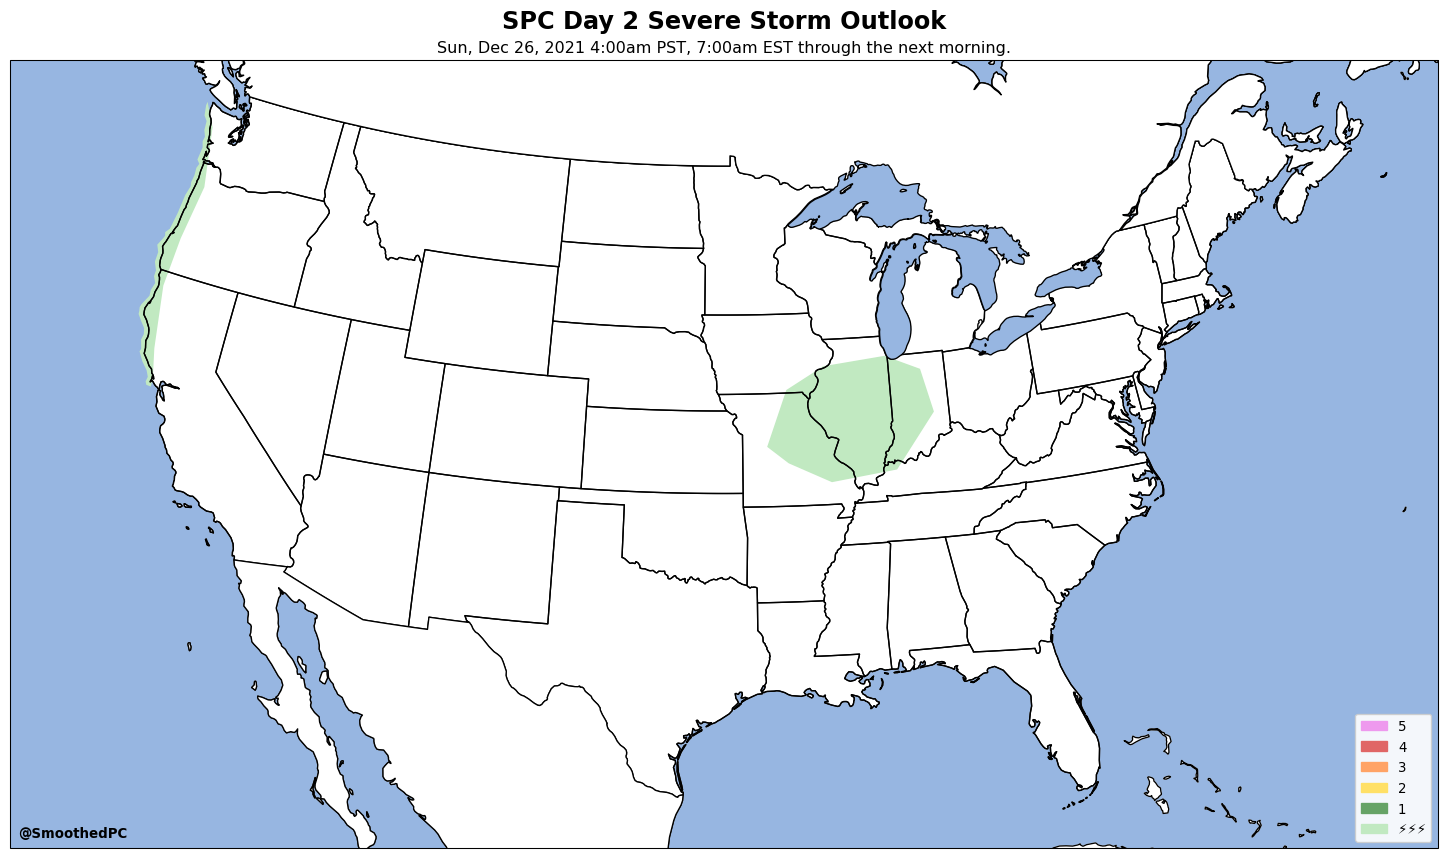 SPC Day 2 Severe Storm Outlook
Sun, Dec 26, 2021 4:00am PST, 7:00am EST through the next morning.
5
4
3
2
1
⚡⚡⚡
@SmoothedPC